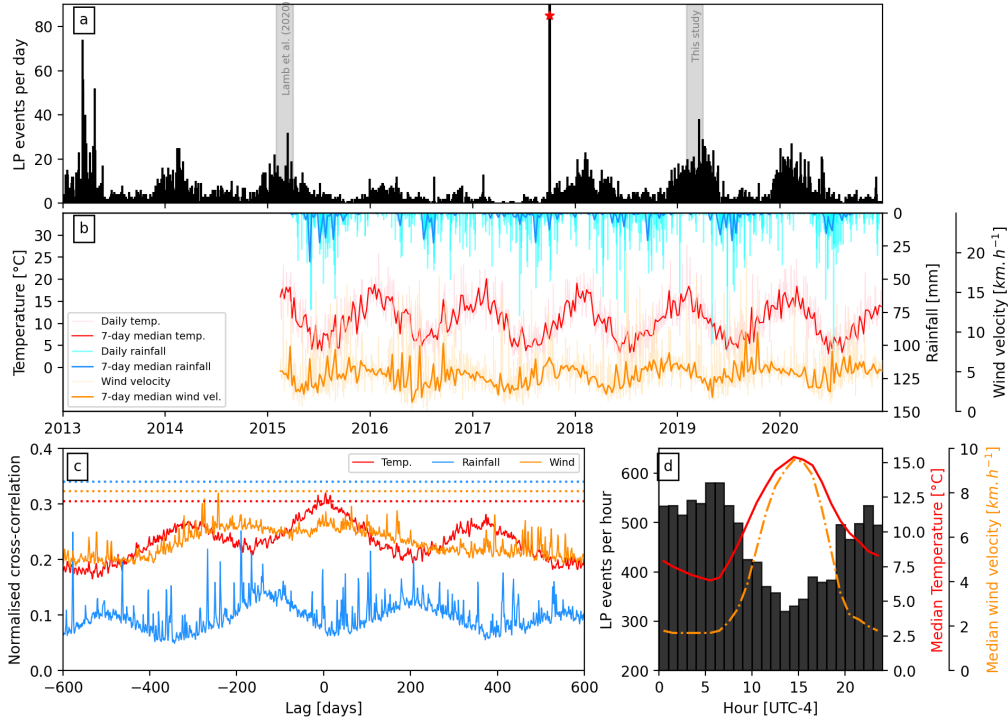 a
LP events per day
80
60
40
20
0
Lamb et al. (2020)
This study
b
Temperature [°C]
30
25
20
15
10
5
0
Daily temp.
7-day median temp.
Daily rainfall
7-day median rainfall
Wind velocity
7-day median wind vel.
0
25
50
75
100
125
150
Rainfall [mm]
20
15
10
5
0
Wind velocity [km.h⁻¹]
2013 2014 2015 2016 2017 2018 2019 2020
c
Normalised cross-correlation
0.4
0.3
0.2
0.1
0.0
Temp. Rainfall Wind
−600 −400 −200 0 200 400 600
Lag [days]
d
LP events per hour
600
500
400
300
200
15.0
12.5
10.0
7.5
5.0
2.5
0.0
Median Temperature [°C]
10
8
6
4
2
0
Median wind velocity [km.h⁻¹]
0 5 10 15 20
Hour [UTC-4]